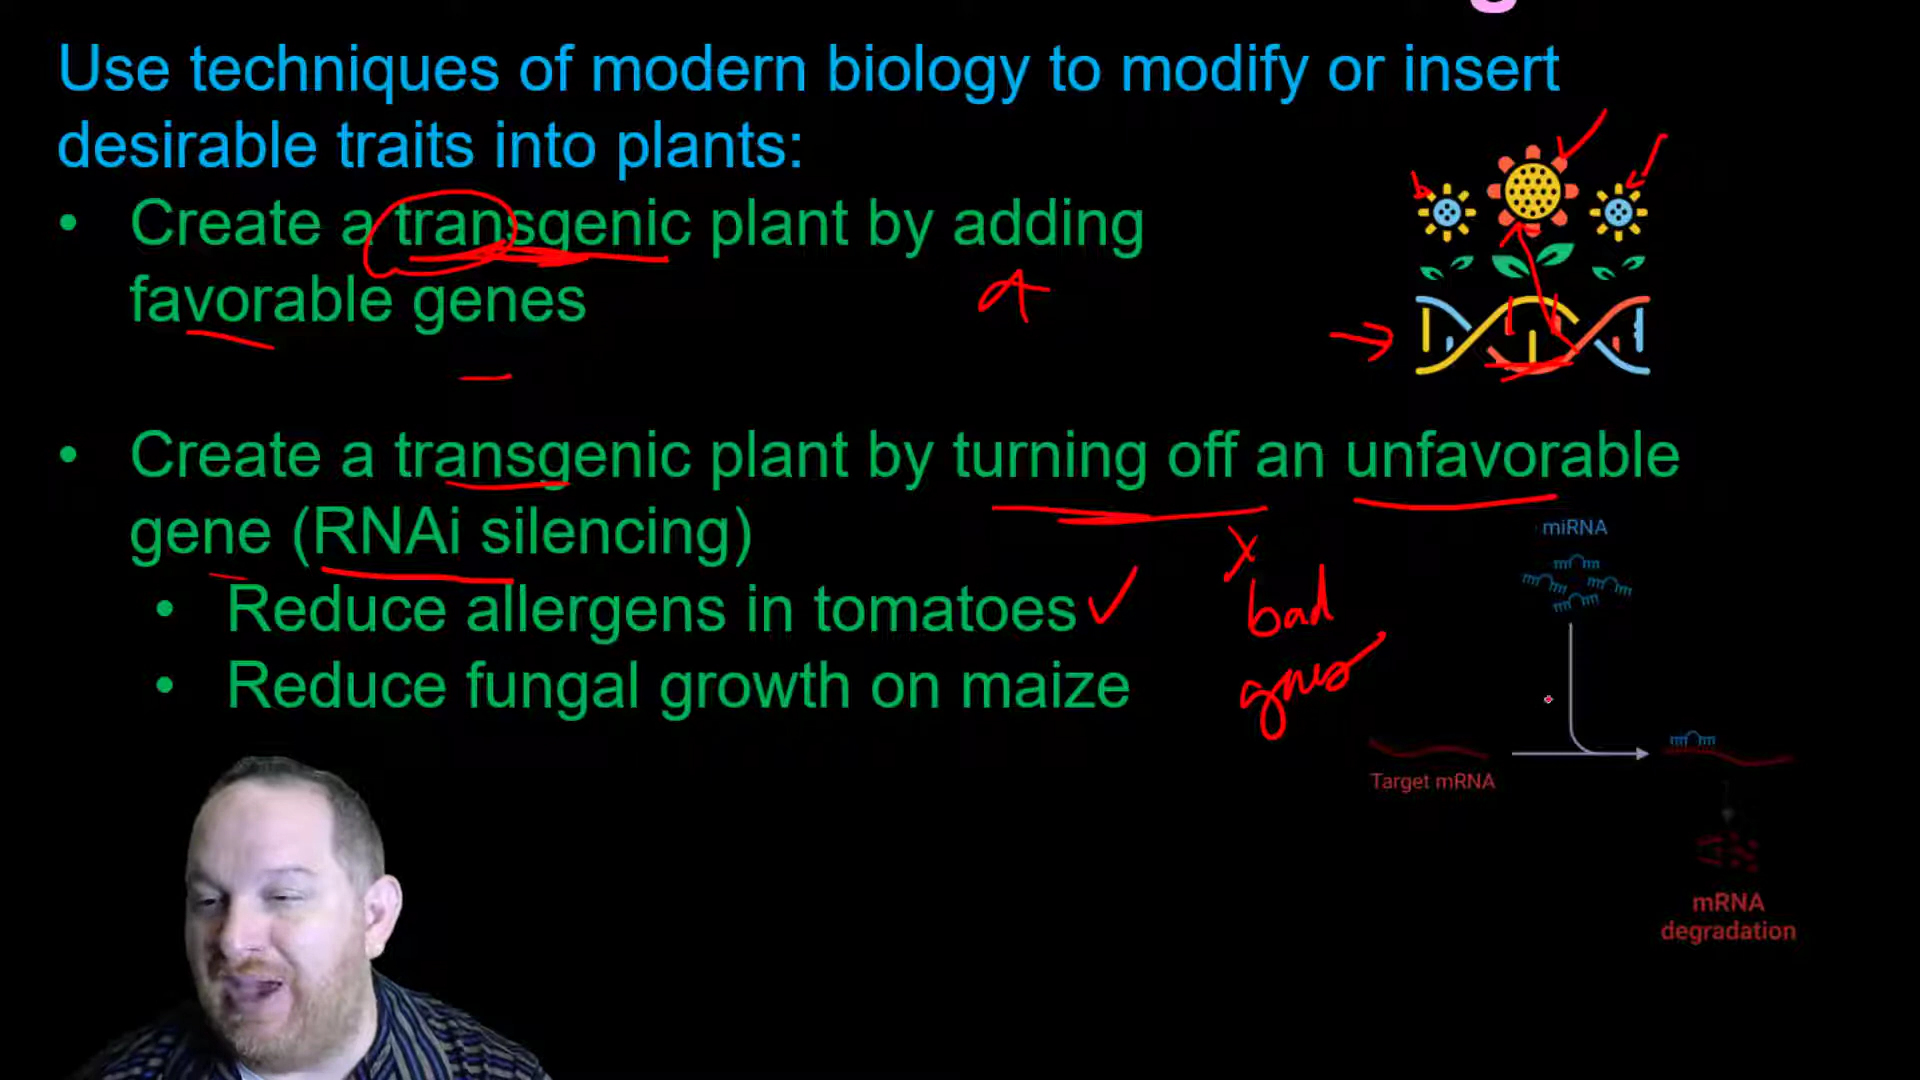 Use techniques of modern biology to modify or insert
desirable traits into plants:
• Create a transgenic plant by adding
favorable genes
• Create a transgenic plant by turning off an unfavorable
gene (RNAi silencing)
• Reduce allergens in tomatoes
• Reduce fungal growth on maize
bad
miRNA
Target mRNA
mRNA
degradation